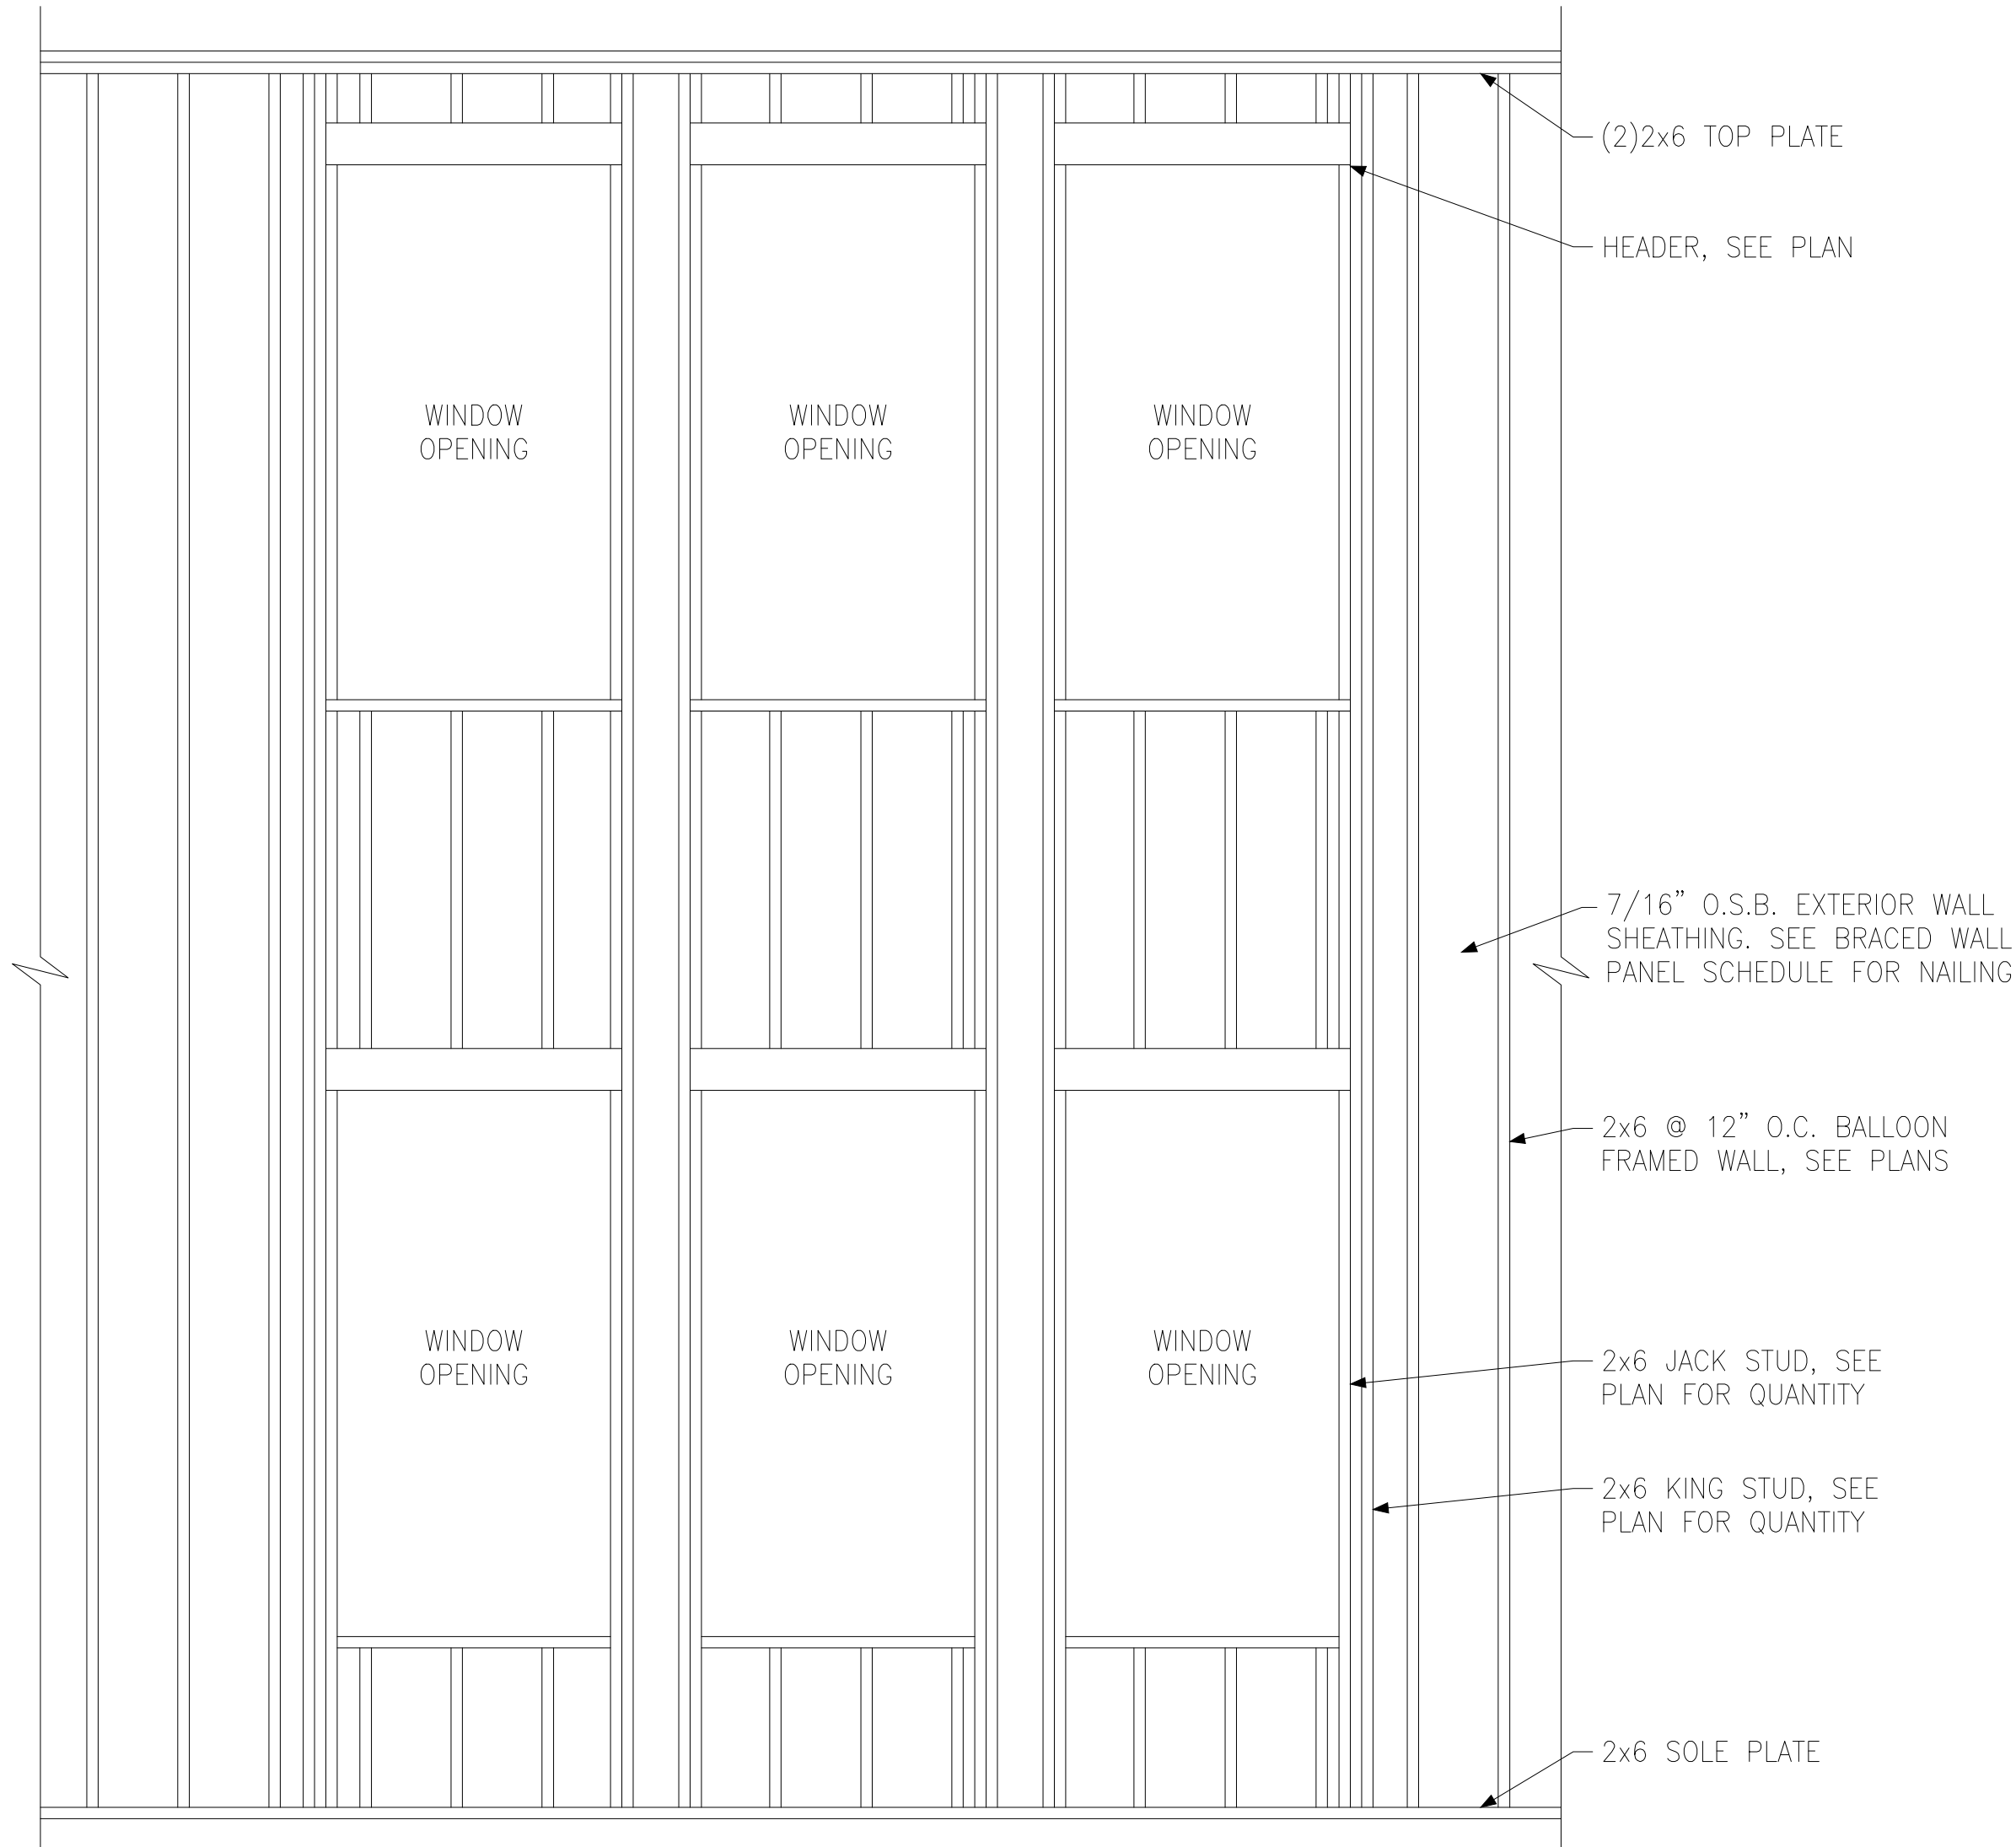 (2)2x6 TOP PLATE
HEADER, SEE PLAN
WINDOW
OPENING
WINDOW
OPENING
WINDOW
OPENING
7/16" O.S.B. EXTERIOR WALL
SHEATHING. SEE BRACED WALL
PANEL SCHEDULE FOR NAILING
2x6 @ 12" O.C. BALLOON
FRAMED WALL, SEE PLANS
WINDOW
OPENING
WINDOW
OPENING
WINDOW
OPENING
2x6 JACK STUD, SEE
PLAN FOR QUANTITY
2x6 KING STUD, SEE
PLAN FOR QUANTITY
2x6 SOLE PLATE